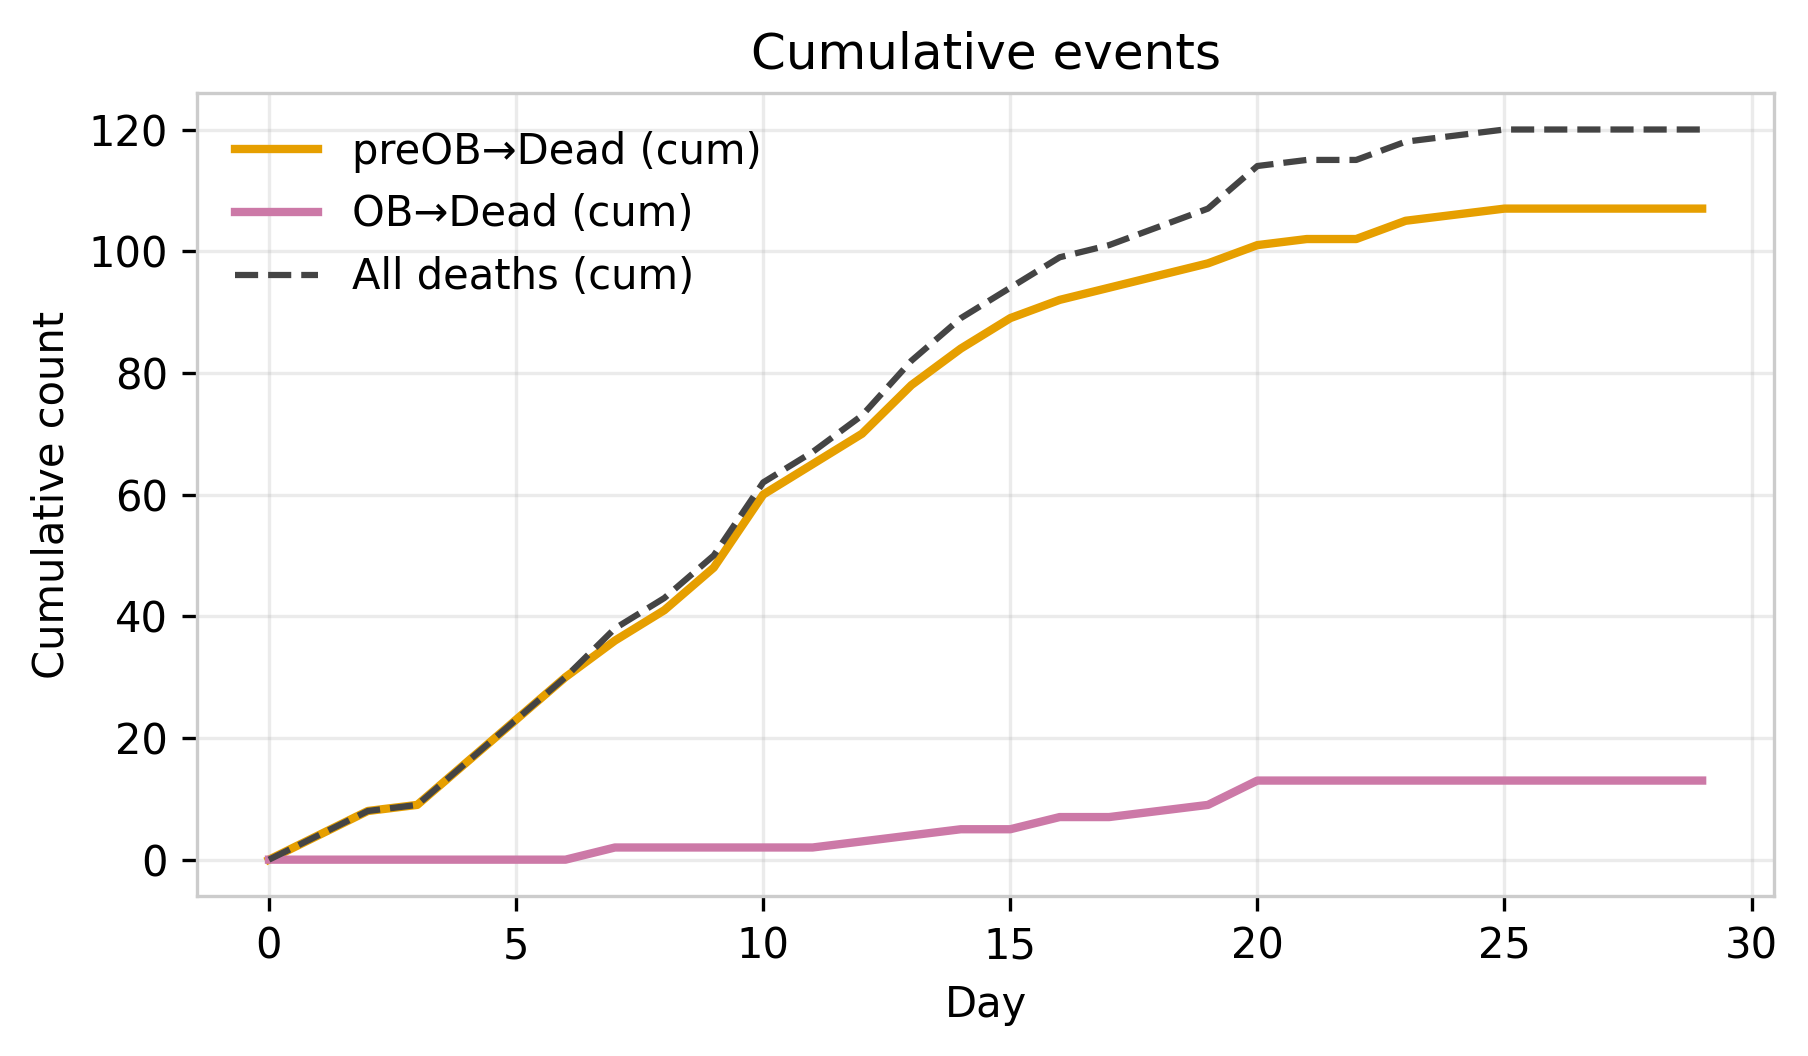 Cumulative events
preOB→Dead (cum)
OB→Dead (cum)
All deaths (cum)
Cumulative count
120
100
80
60
40
20
0
0 5 10 15 20 25 30
Day